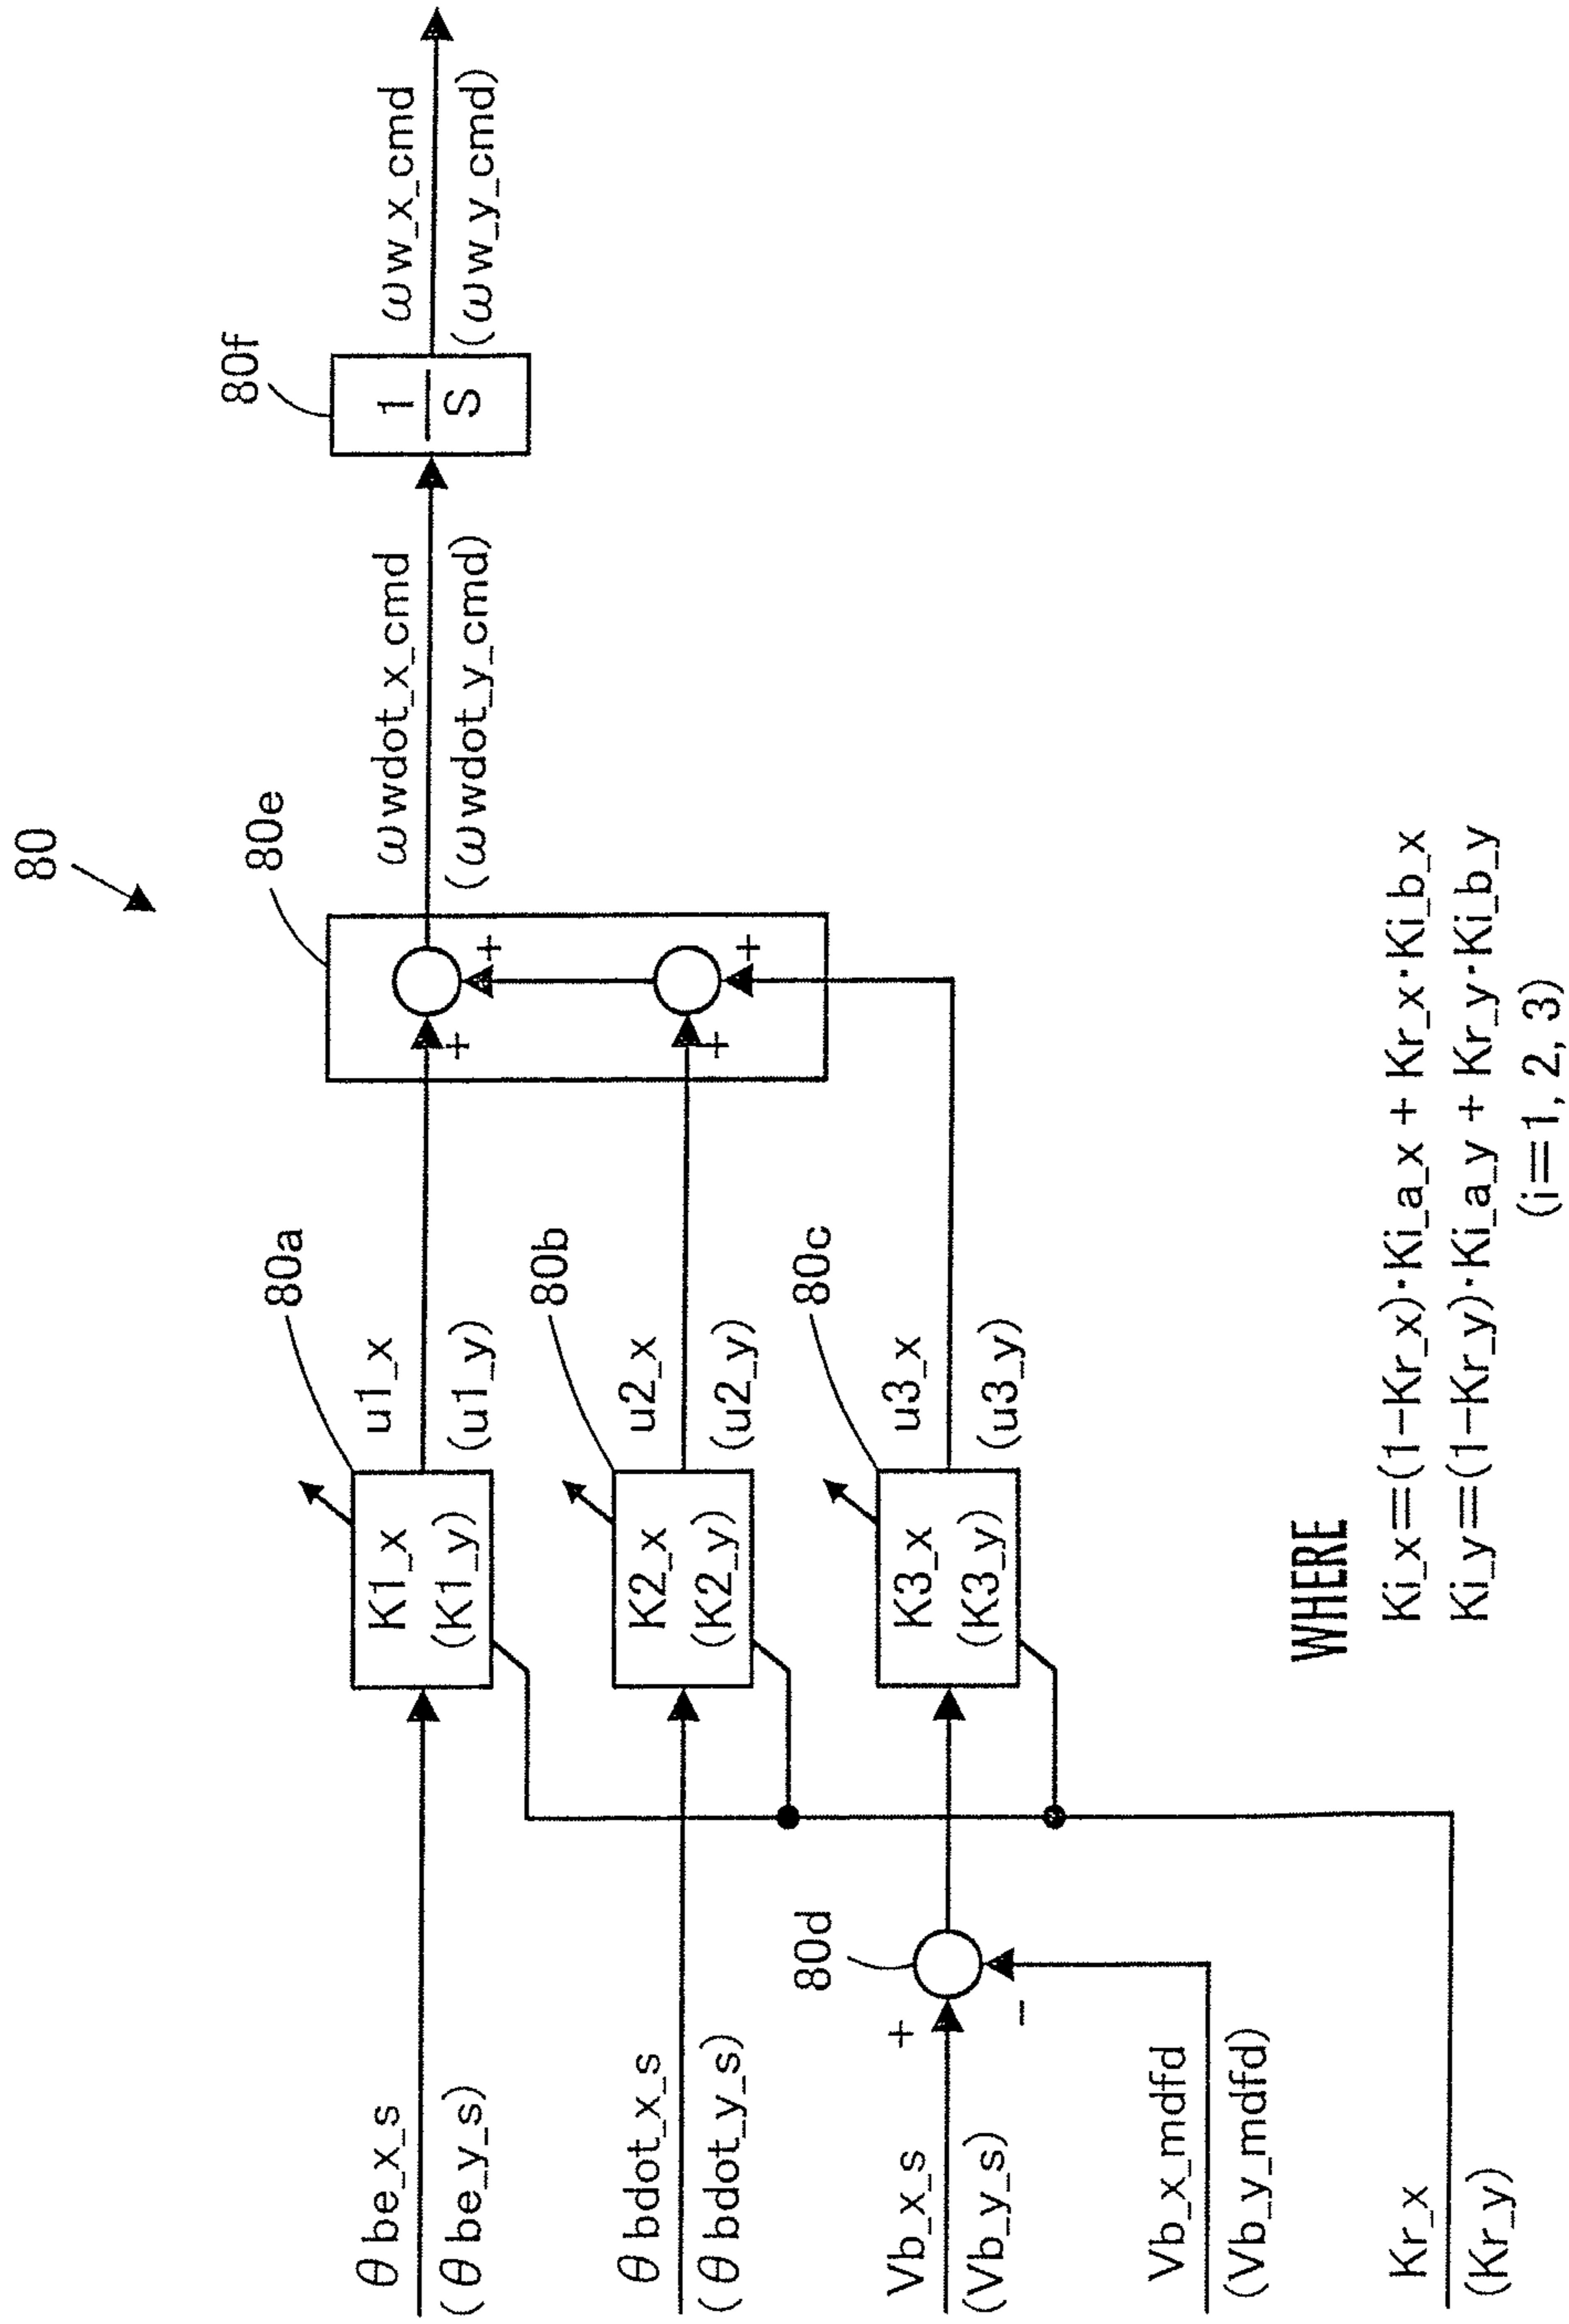 80
80e
80f
80a
80b
80c
80d
θbe_x_s
(θbe_y_s)
K1_x
(K1_y)
u1_x
(u1_y)
+
+
ωwdot_x_cmd
(ωwdot_y_cmd)
1
S
ωw_x_cmd
(ωw_y_cmd)
θbdot_x_s
(θbdot_y_s)
K2_x
(K2_y)
u2_x
(u2_y)
+
+
Vb_x_s
(Vb_y_s)
+
-
K3_x
(K3_y)
u3_x
(u3_y)
Vb_x_mdfd
(Vb_y_mdfd)
Kr_x
(Kr_y)
WHERE
Ki_x=(1-Kr_x)·Ki_a_x + Kr_x·Ki_b_x
Ki_y=(1-Kr_y)·Ki_a_y + Kr_y·Ki_b_y
(i=1, 2, 3)